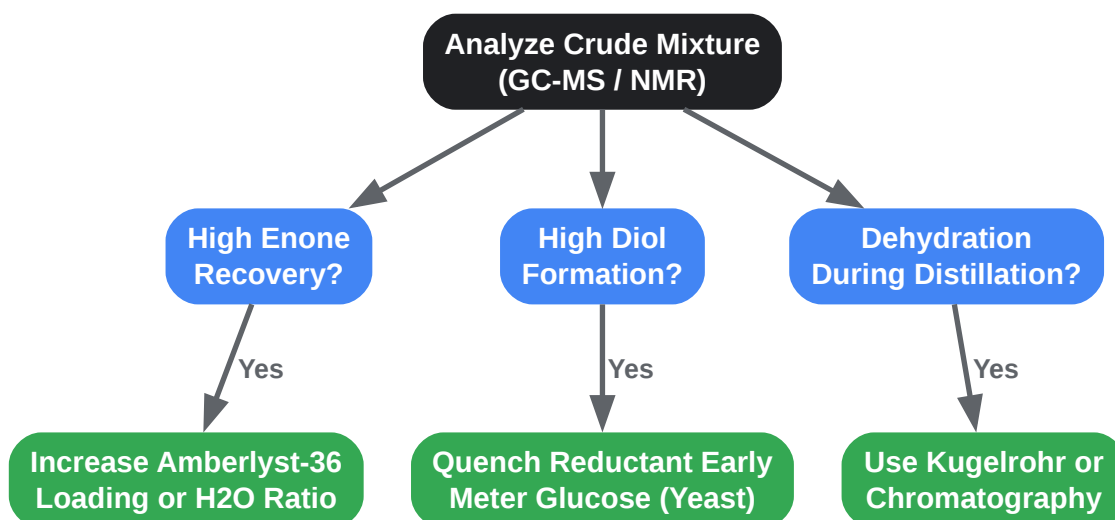 Analyze Crude Mixture
(GC-MS / NMR)
High Enone
Recovery?
High Diol
Formation?
Dehydration
During Distillation?
Yes
Yes
Yes
Increase Amberlyst-36
Loading or H2O Ratio
Quench Reductant Early
Meter Glucose (Yeast)
Use Kugelrohr or
Chromatography